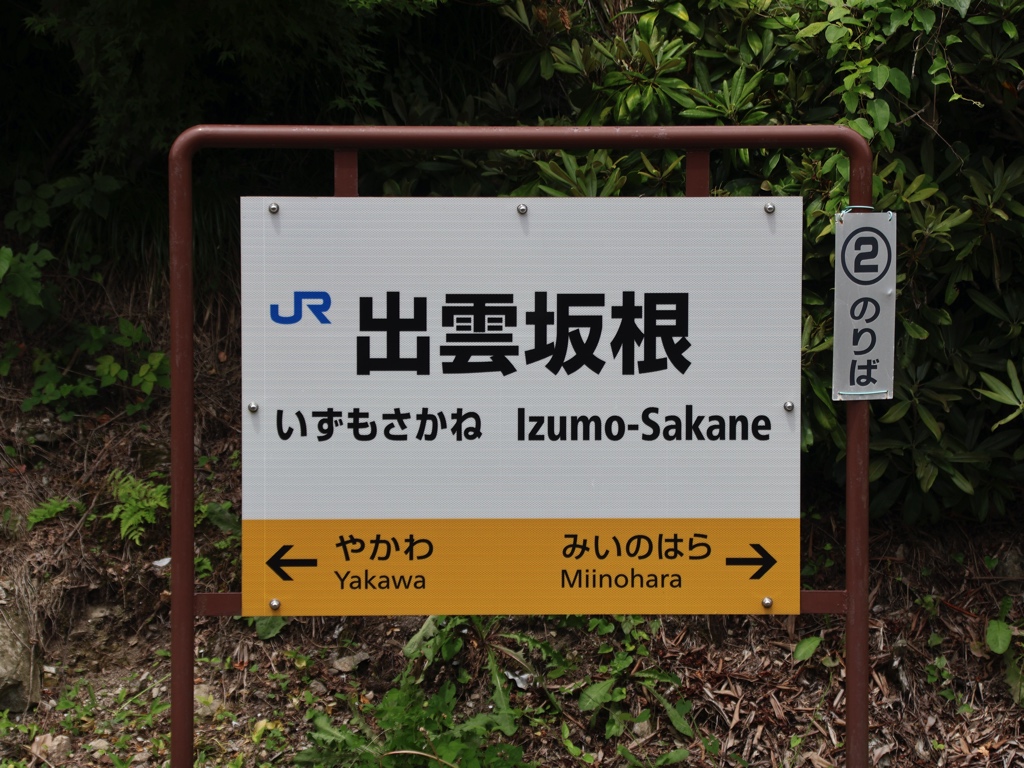 JR 出雲坂根
いずもさかね Izumo-Sakane
← やかわ
Yakawa
みいのはら →
Miinohara
②のりば